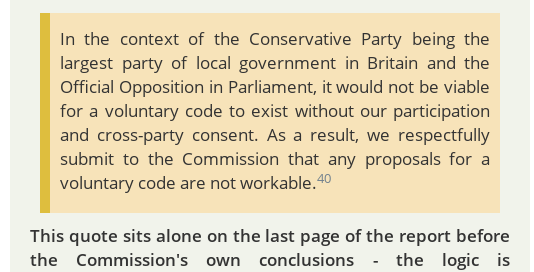 In the context of the Conservative Party being the
largest party of local government in Britain and the
Official Opposition in Parliament, it would not be viable
for a voluntary code to exist without our participation
and cross-party consent. As a result, we respectfully
submit to the Commission that any proposals for a
voluntary code are not workable.40
This quote sits alone on the last page of the report before
the Commission's own conclusions - the logic is